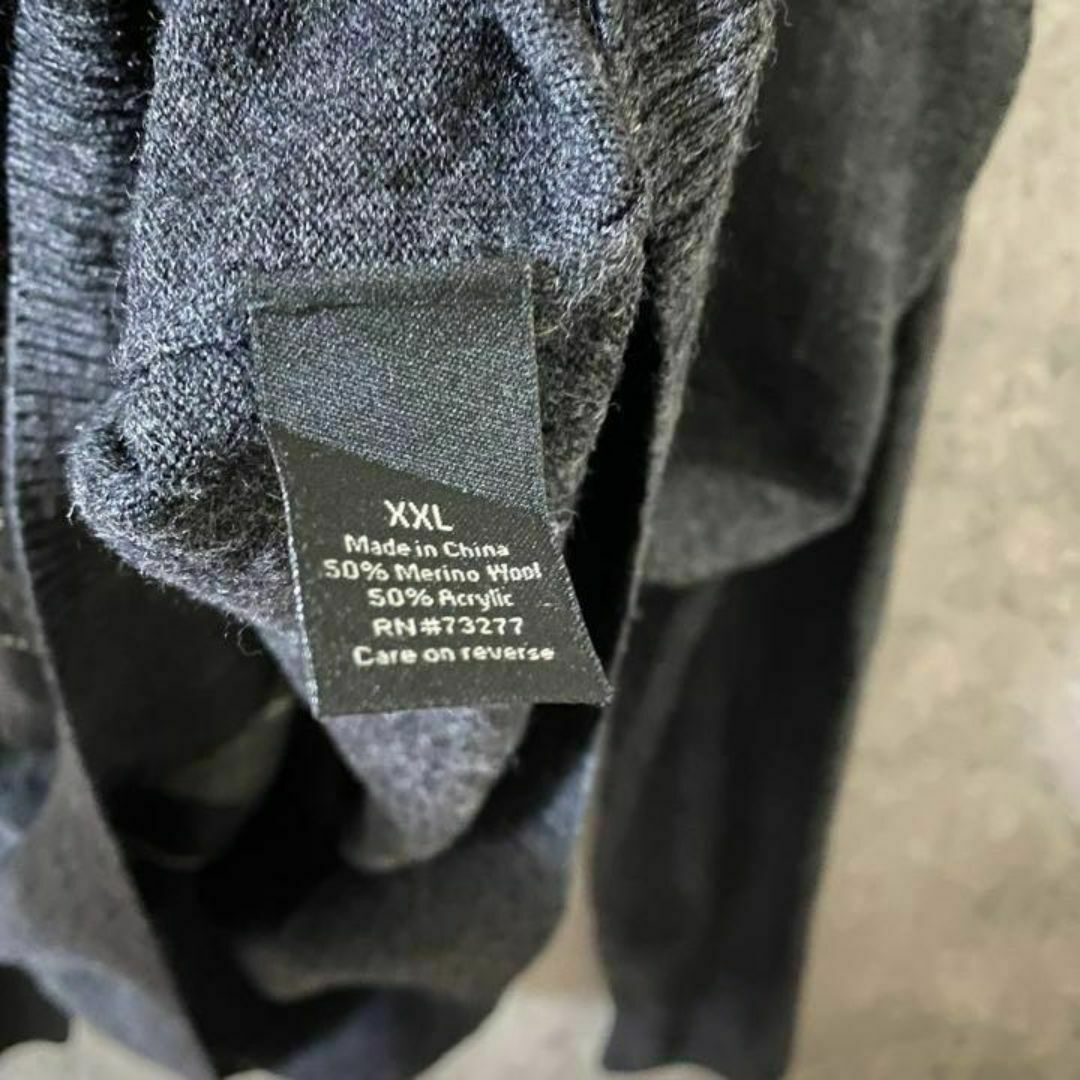 XXL
Made in China
50% Merino Wool
50% Acrylic
RN#73277
Care on reverse